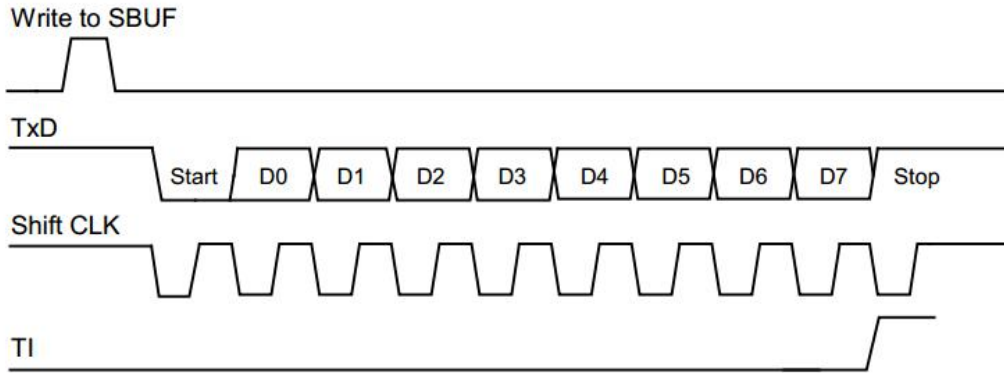 Write to SBUF
TxD
Start D0 D1 D2 D3 D4 D5 D6 D7 Stop
Shift CLK
TI